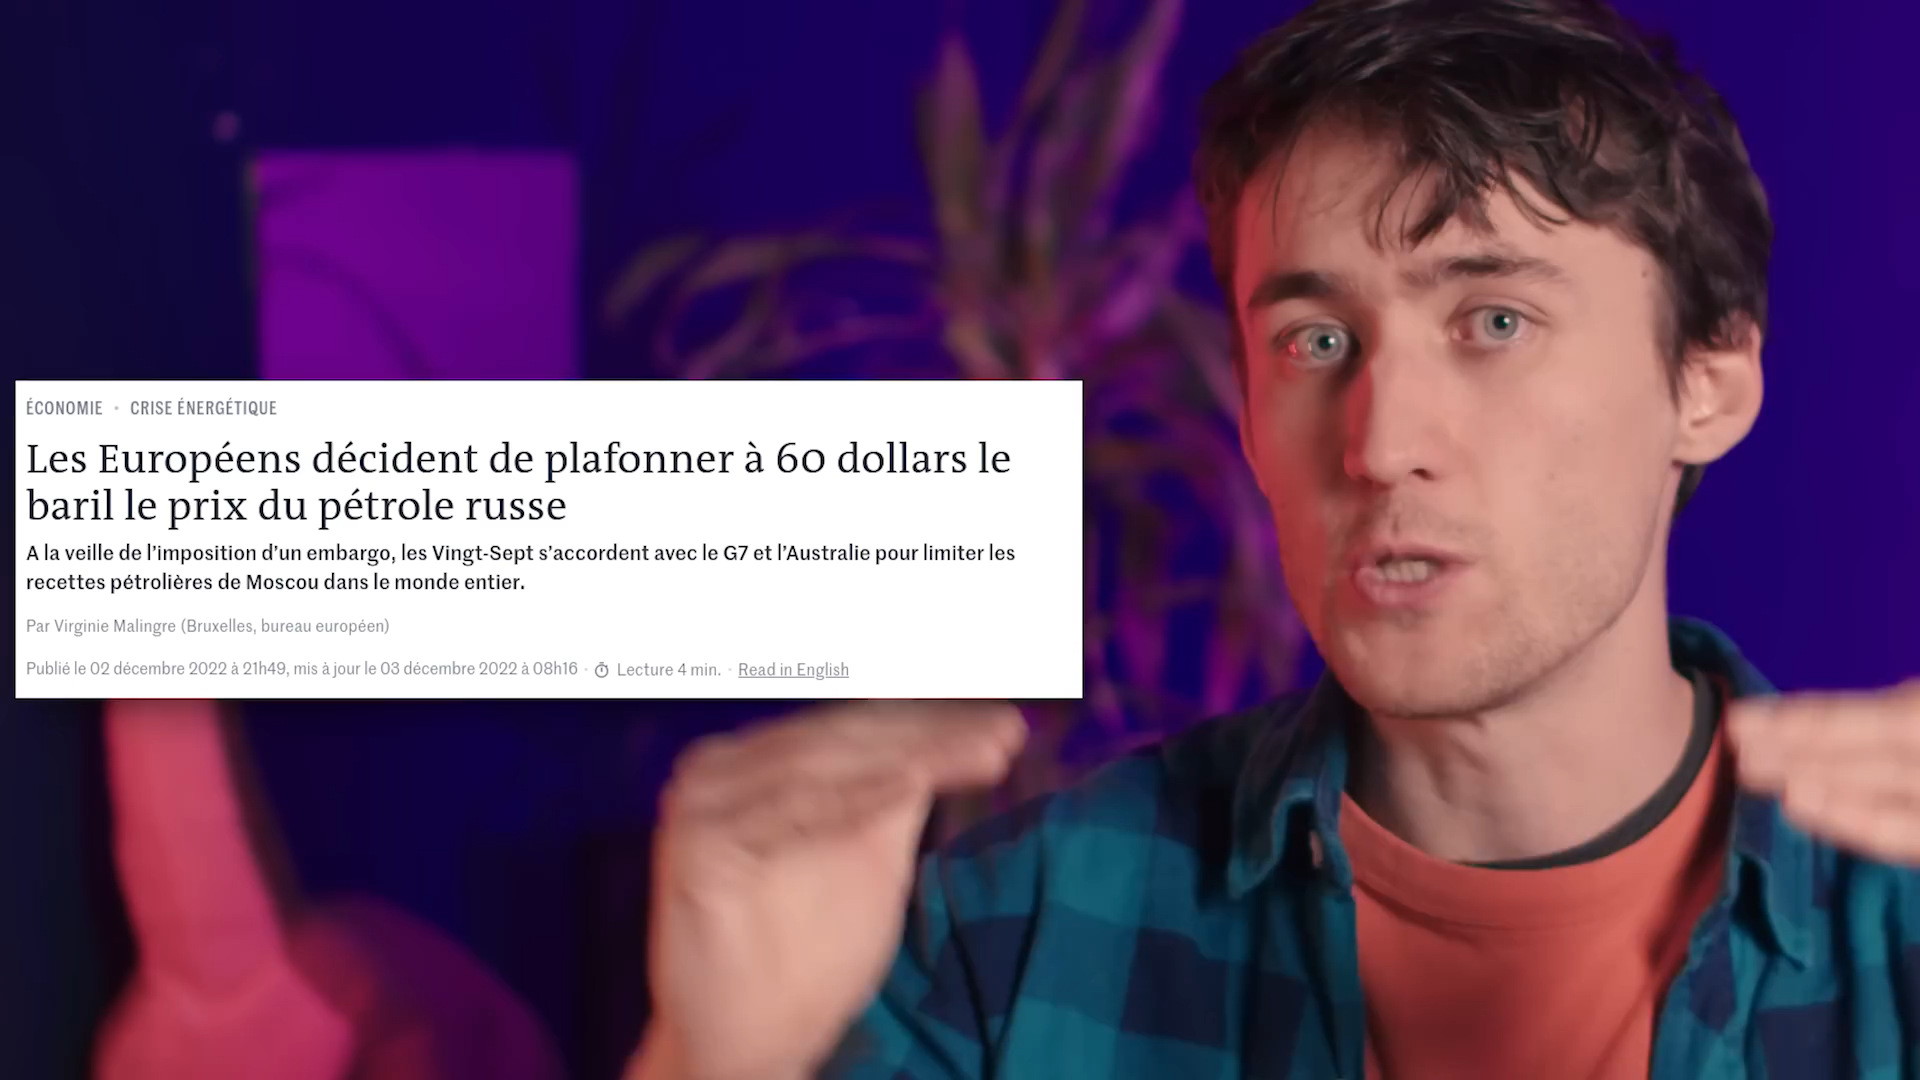 ÉCONOMIE • CRISE ÉNERGÉTIQUE
Les Européens décident de plafonner à 60 dollars le
baril le prix du pétrole russe
A la veille de l’imposition d’un embargo, les Vingt-Sept s’accordent avec le G7 et l’Australie pour limiter les
recettes pétrolières de Moscou dans le monde entier.
Par Virginie Malingre (Bruxelles, bureau européen)
Publié le 02 décembre 2022 à 21h49, mis à jour le 03 décembre 2022 à 08h16 · Lecture 4 min. · Read in English